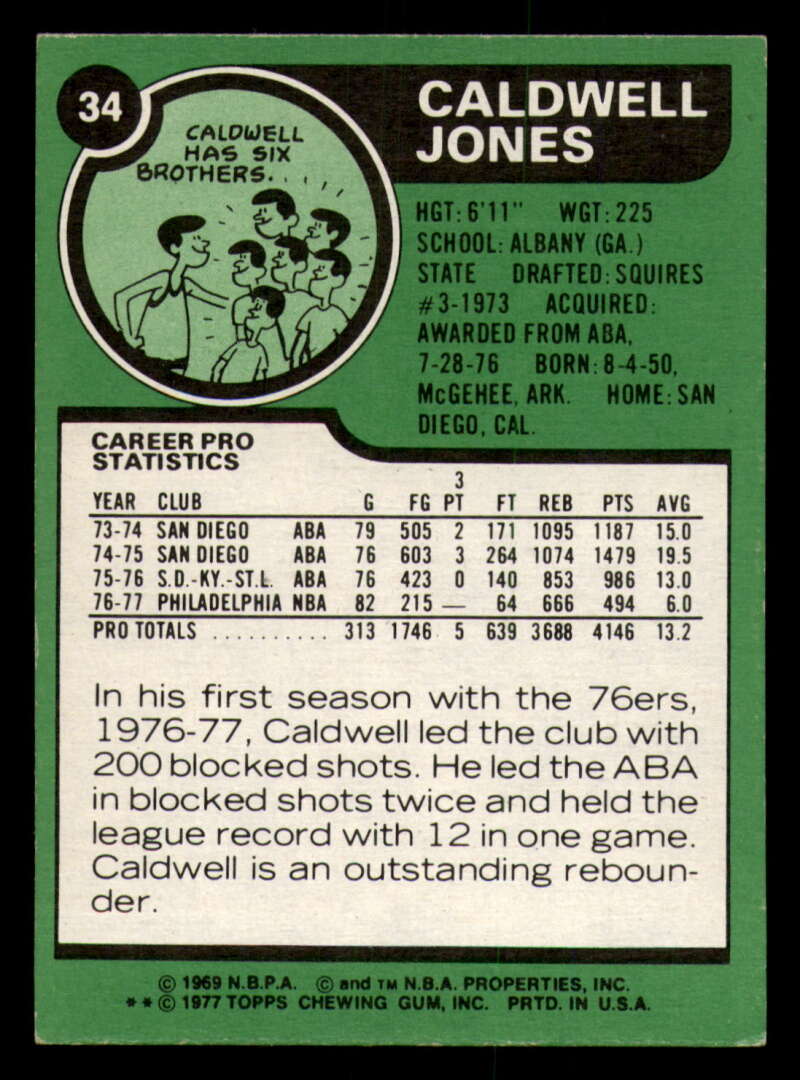 34
CALDWELL
HAS SIX
BROTHERS. . , , ,
CALDWELL
JONES
HGT: 6'11" WGT: 225
SCHOOL: ALBANY (GA.)
STATE DRAFTED: SQUIRES
#3-1973 ACQUIRED:
AWARDED FROM ABA,
7-28-76 BORN: 8-4-50,
McGEHEE, ARK. HOME: SAN
DIEGO, CAL.
CAREER PRO
STATISTICS
YEAR CLUB G FG 3 PT FT REB PTS AVG
73-74 SAN DIEGO ABA 79 505 2 171 1095 1187 15.0
74-75 SAN DIEGO ABA 76 603 3 264 1074 1479 19.5
75-76 S.D.-KY.-ST.L. ABA 76 423 0 140 853 986 13.0
76-77 PHILADELPHIA NBA 82 215 — 64 666 494 6.0
PRO TOTALS . . . . . . . . . . 313 1746 5 639 3688 4146 13.2
In his first season with the 76ers,
1976-77, Caldwell led the club with
200 blocked shots. He led the ABA
in blocked shots twice and held the
league record with 12 in one game.
Caldwell is an outstanding reboun-
der.
© 1969 N.B.P.A. © and TM N.B.A. PROPERTIES, INC.
* * © 1977 TOPPS CHEWING GUM, INC. PRTD. IN U.S.A.